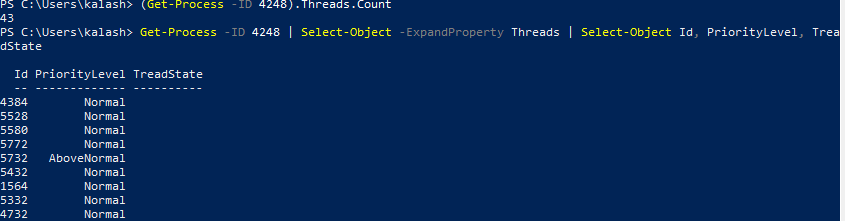 PS C:\Users\kalash> (Get-Process -ID 4248).Threads.Count
43
PS C:\Users\kalash> Get-Process -ID 4248 | Select-Object -ExpandProperty Threads | Select-Object Id, PriorityLevel, Trea
dState
Id PriorityLevel TreadState
-- ------------- ----------
4384 Normal
5528 Normal
5580 Normal
5772 Normal
5732 AboveNormal
5432 Normal
1564 Normal
5332 Normal
4732 Normal